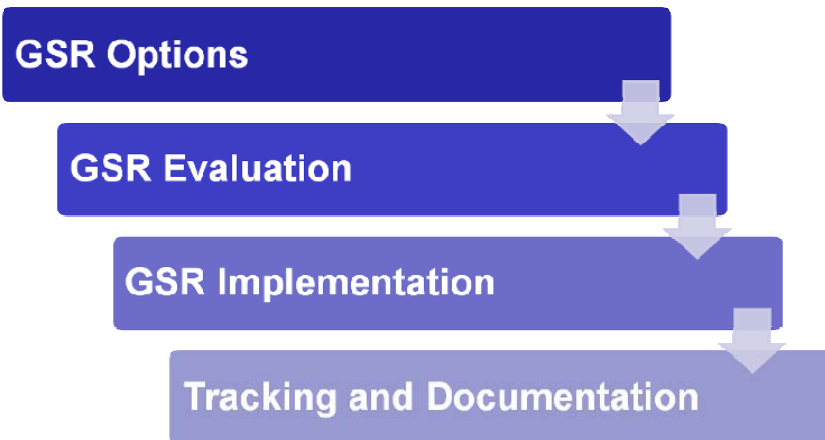 GSR Options
GSR Evaluation
GSR Implementation
Tracking and Documentation